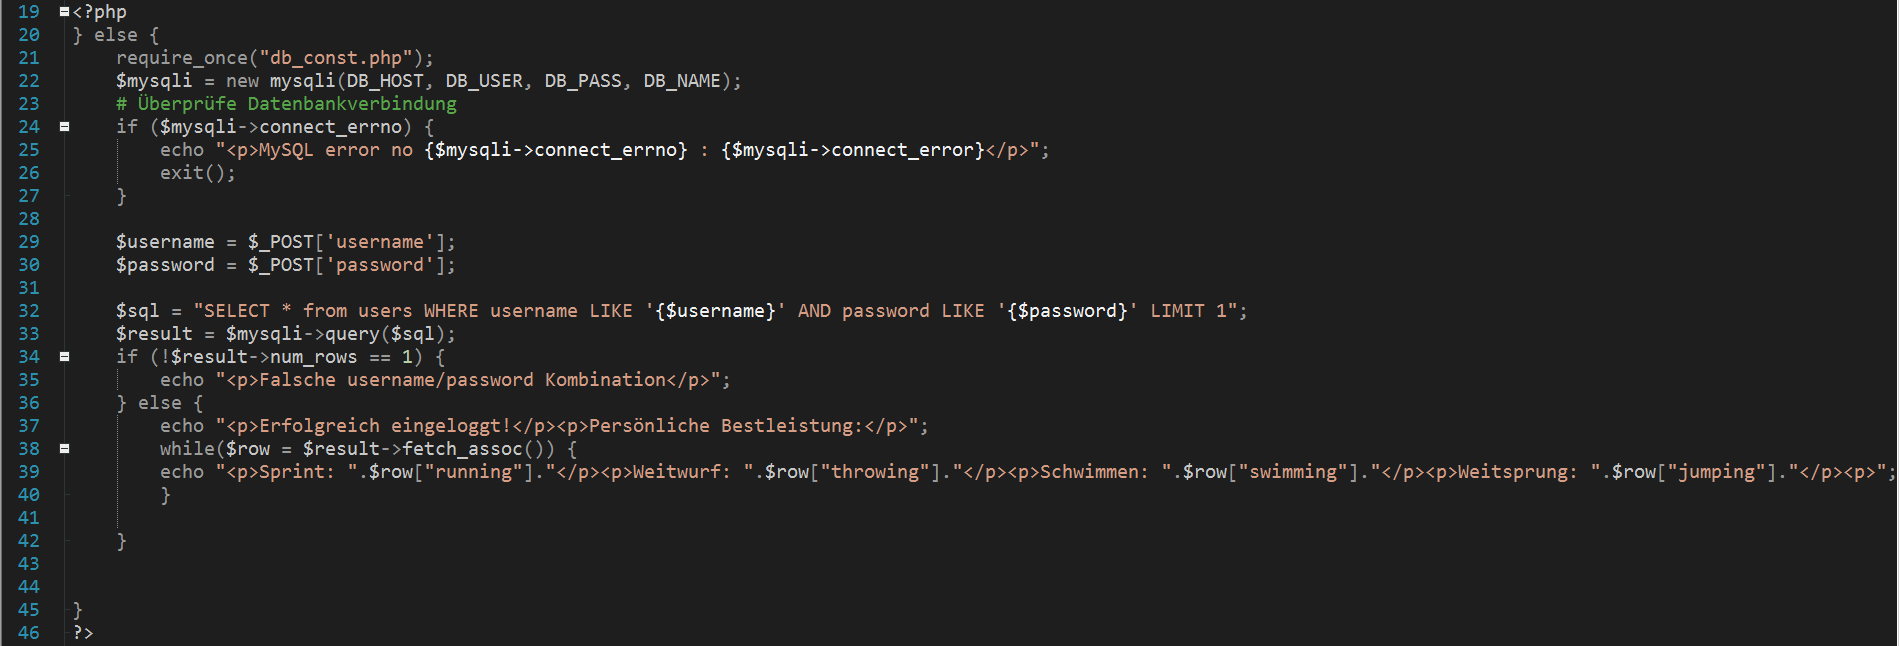 19 <?php
20 } else {
21     require_once("db_const.php");
22     $mysqli = new mysqli(DB_HOST, DB_USER, DB_PASS, DB_NAME);
23     # Überprüfe Datenbankverbindung
24     if ($mysqli->connect_errno) {
25         echo "<p>MySQL error no {$mysqli->connect_errno} : {$mysqli->connect_error}</p>";
26         exit();
27     }
28
29     $username = $_POST['username'];
30     $password = $_POST['password'];
31
32     $sql = "SELECT * from users WHERE username LIKE '{$username}' AND password LIKE '{$password}' LIMIT 1";
33     $result = $mysqli->query($sql);
34     if (!$result->num_rows == 1) {
35         echo "<p>Falsche username/password Kombination</p>";
36     } else {
37         echo "<p>Erfolgreich eingeloggt!</p><p>Persönliche Bestleistung:</p>";
38         while($row = $result->fetch_assoc()) {
39         echo "<p>Sprint: ".$row["running"]."</p><p>Weitwurf: ".$row["throwing"]."</p><p>Schwimmen: ".$row["swimming"]."</p><p>Weitsprung: ".$row["jumping"]."</p><p>";
40         }
41
42     }
43
44
45 }
46 ?>